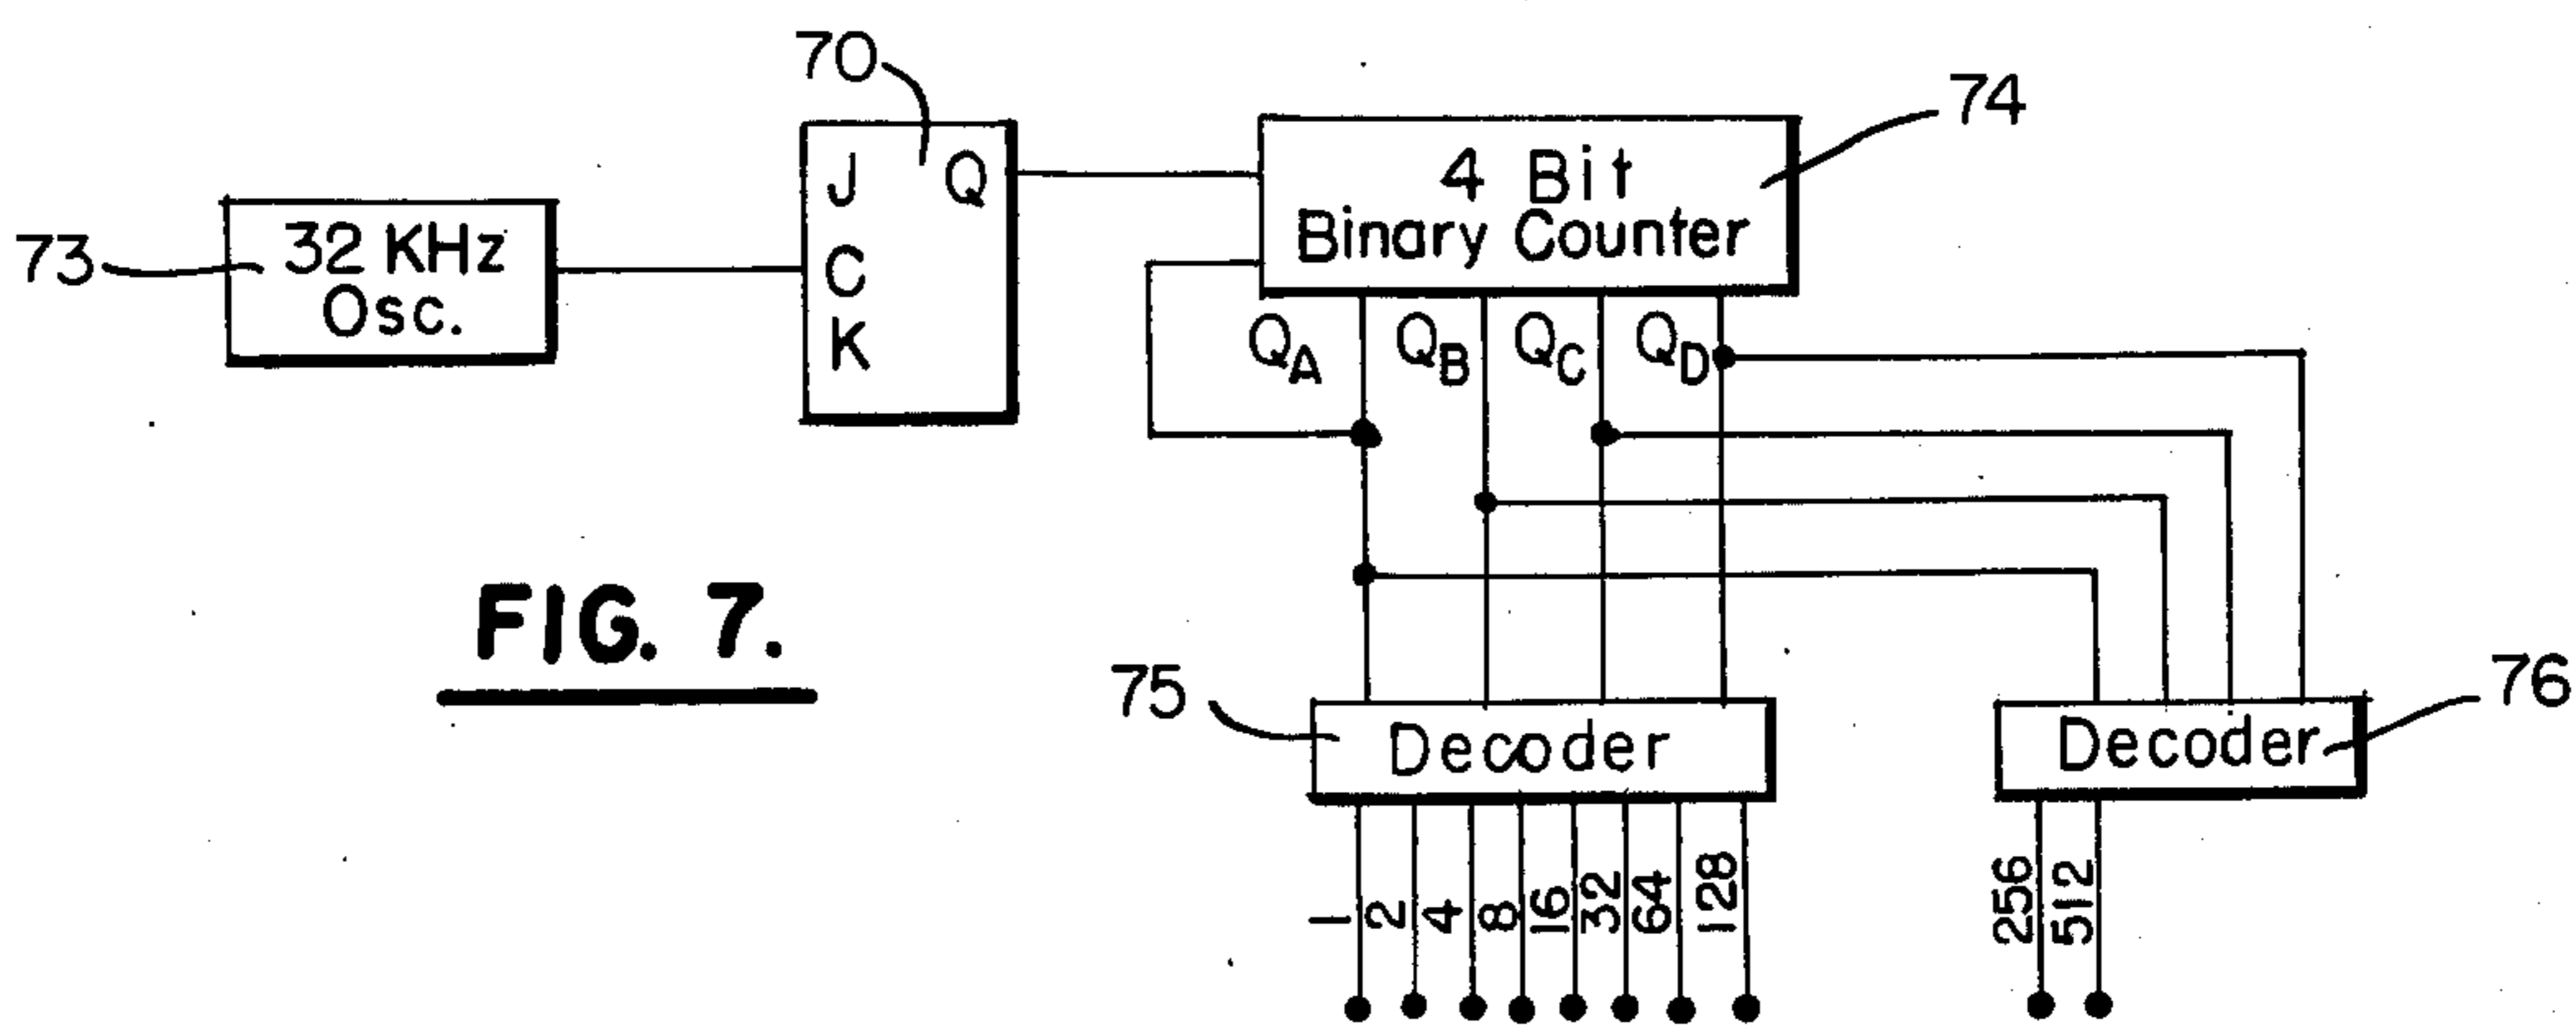 70
74
73
32 KHz
Osc.
J Q
C
K
4 Bit
Binary Counter
QA QB QC QD
FIG. 7.
75
Decoder
76
Decoder
1 2 4 8 16 32 64 128
256 512